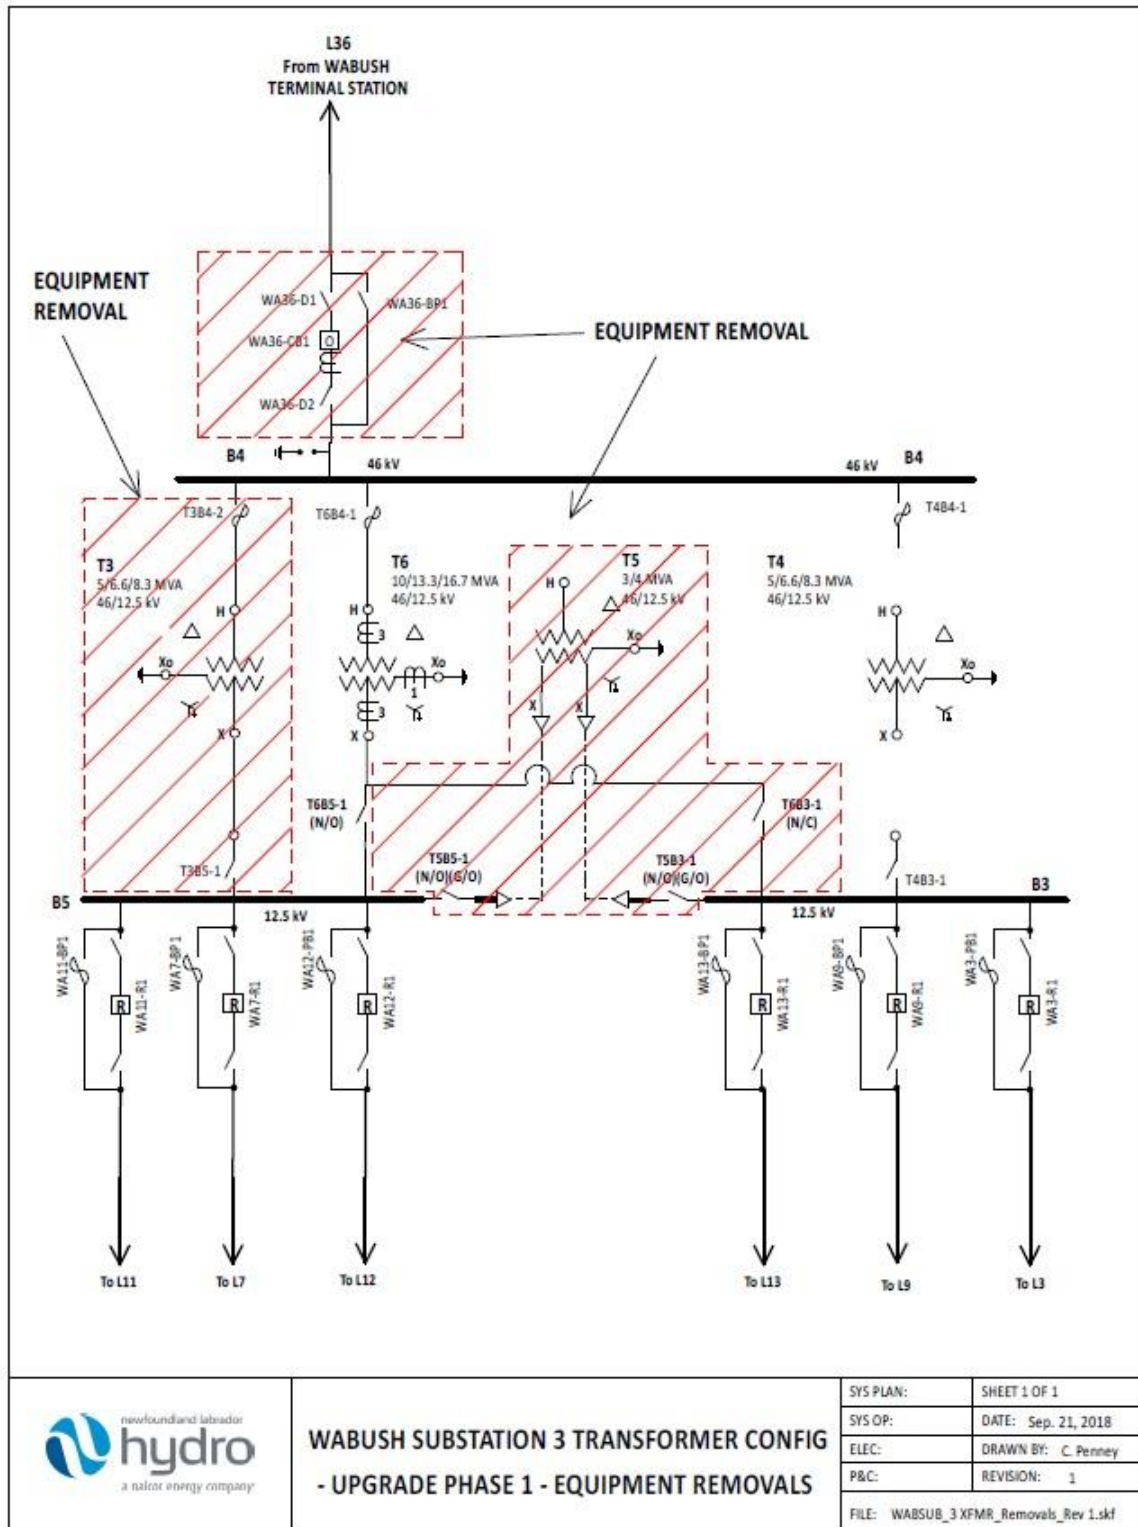 L36
From WABUSH
TERMINAL STATION
EQUIPMENT
REMOVAL
WA36-D1
WA36-BP1
WA36-CB1
O
EQUIPMENT REMOVAL
WA36-D2
B4
46 kV
46 kV
B4
T3B4-2
T6B4-1
T4B4-1
T3
5/6.6/8.3 MVA
46/12.5 kV
T6
10/13.3/16.7 MVA
46/12.5 kV
T5
3/4 MVA
46/12.5 kV
T4
5/6.6/8.3 MVA
46/12.5 kV
H
H
H
H
3
Xo
Xo
1
Xo
Xo
3
X
X
X
X
X
T6B5-1
(N/O)
T6B3-1
(N/C)
T3B5-1
T5B5-1
(N/O)(G/O)
T5B3-1
(N/O)(G/O)
T4B3-1
B5
12.5 kV
12.5 kV
B3
WA11-BP1
R
WA11-R1
WA7-BP1
R
WA7-R1
WA12-PB1
R
WA12-R1
WA13-BP1
R
WA13-R1
WA9-BP1
R
WA9-R1
WA3-PB1
R
WA3-R1
To L11
To L7
To L12
To L13
To L9
To L3
newfoundland labrador
hydro
a nalcor energy company
WABUSH SUBSTATION 3 TRANSFORMER CONFIG
- UPGRADE PHASE 1 - EQUIPMENT REMOVALS
SYS PLAN:
SHEET 1 OF 1
SYS OP:
DATE: Sep. 21, 2018
ELEC:
DRAWN BY: C. Penney
P&C:
REVISION: 1
FILE: WABSUB_3 XFMR_Removals_Rev 1.skf